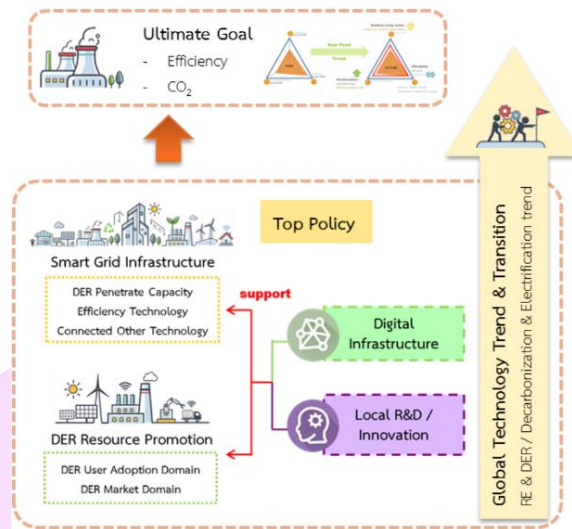 Ultimate Goal
- Efficiency
- CO₂
Top Policy
Smart Grid Infrastructure
DER Penetrate Capacity
Efficiency Technology
Connected Other Technology
support
Digital
Infrastructure
Local R&D /
Innovation
DER Resource Promotion
DER User Adoption Domain
DER Market Domain
Global Technology Trend & Transition
RE & DER / Decarbonization & Electrification trend